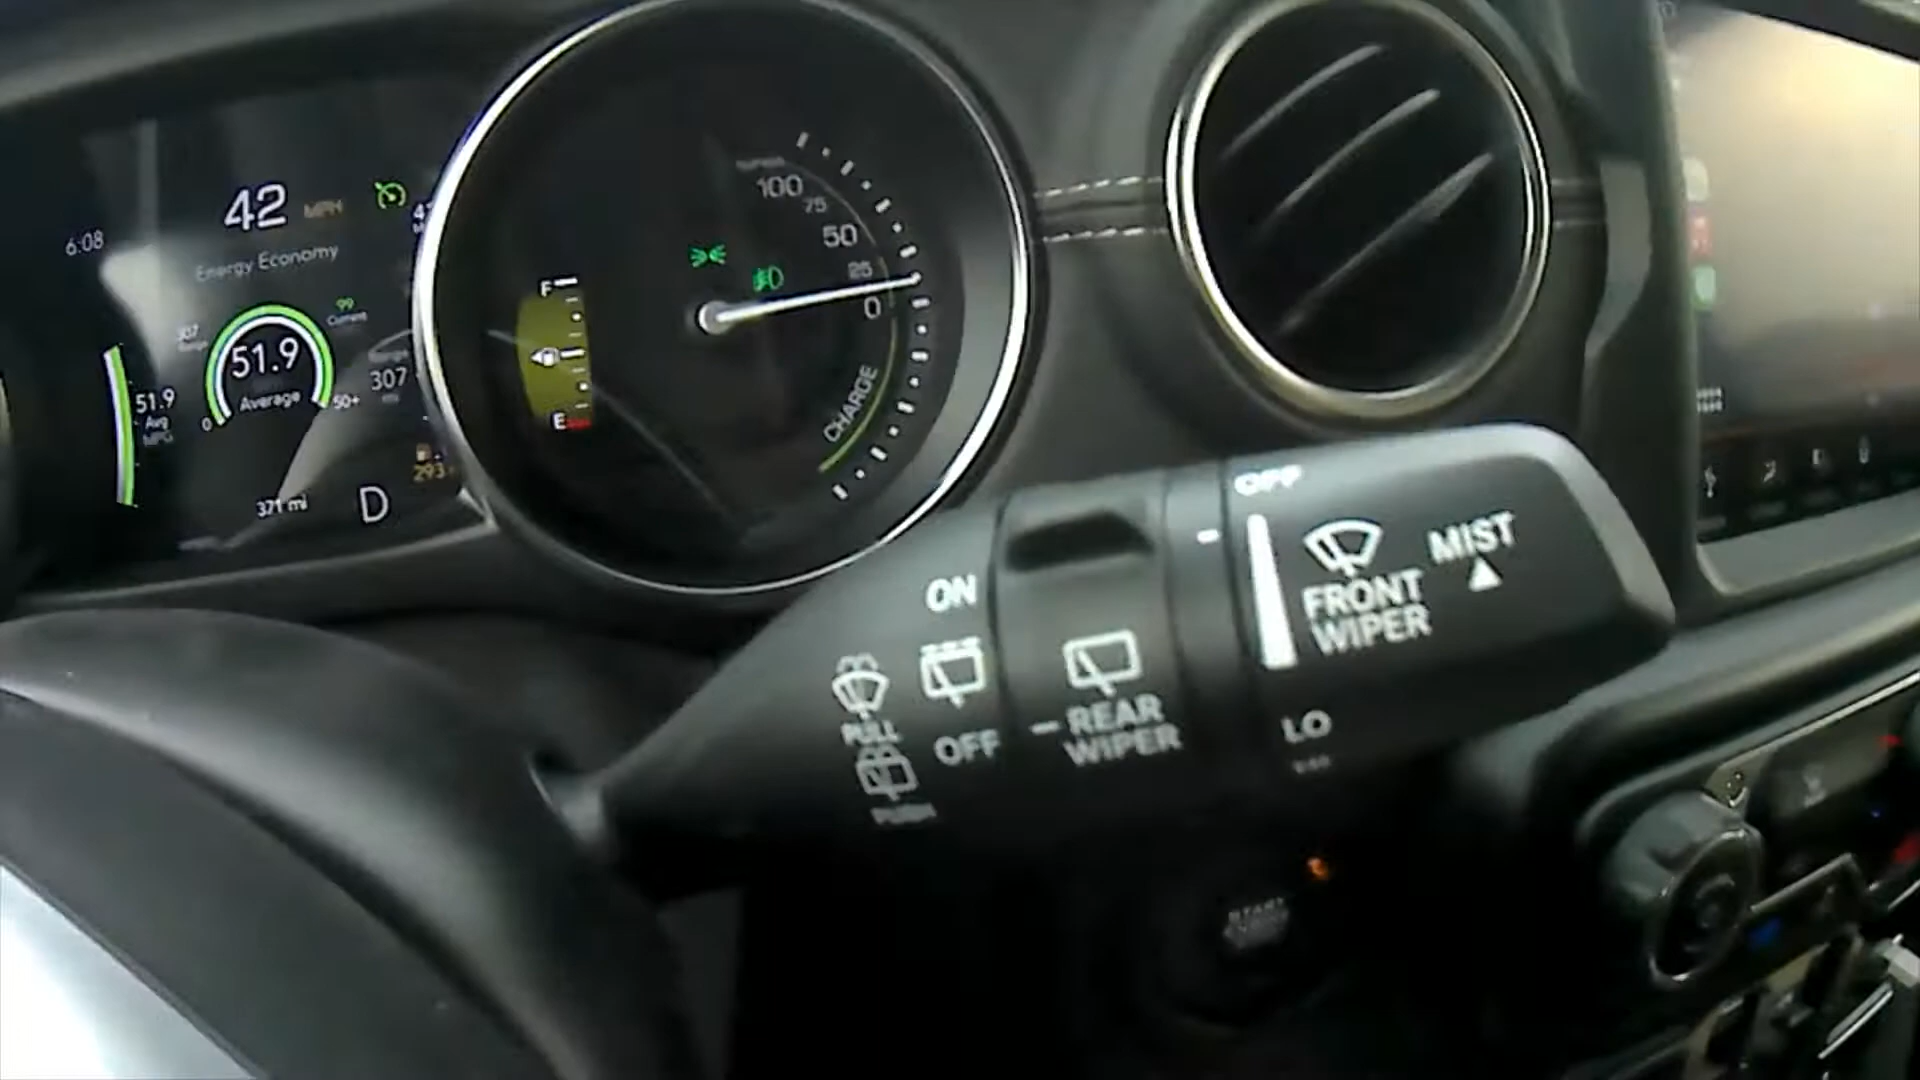 6:08
42 MPH
Energy Economy
99
Current
307
51.9
Average
0
50+
51.9
Avg
MPG
Range
307
mi
293
371 mi
D
F
E
100
75
50
25
0
CHARGE
ON
OFF
PULL
PUSH
REAR
WIPER
OFF
FRONT
WIPER
MIST
LO
START